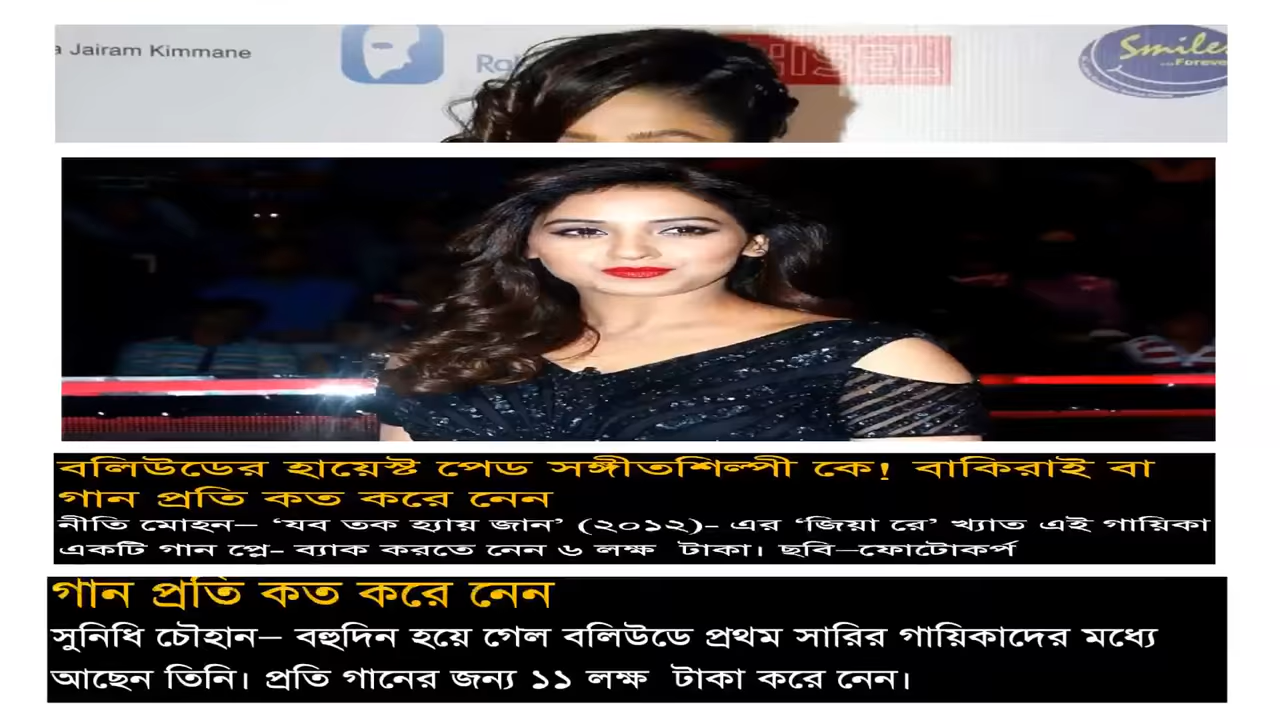 a Jairam Kimmane
Smile
...Foreve
বলিউডের হায়েস্ট পেড সঙ্গীতশিল্পী কে! বাকিরাই বা
গান প্রতি কত করে নেন
নীতি মোহন– ‘যব তক হ্যায় জান’ (২০১২)- এর ‘জিয়া রে’ খ্যাত এই গায়িকা
একটি গান প্লে- ব্যাক করতে নেন ৬ লক্ষ টাকা। ছবি–ফোটোকর্প
গান প্রতি কত করে নেন
সুনিধি চৌহান– বহুদিন হয়ে গেল বলিউডে প্রথম সারির গায়িকাদের মধ্যে
আছেন তিনি। প্রতি গানের জন্য ১১ লক্ষ টাকা করে নেন।